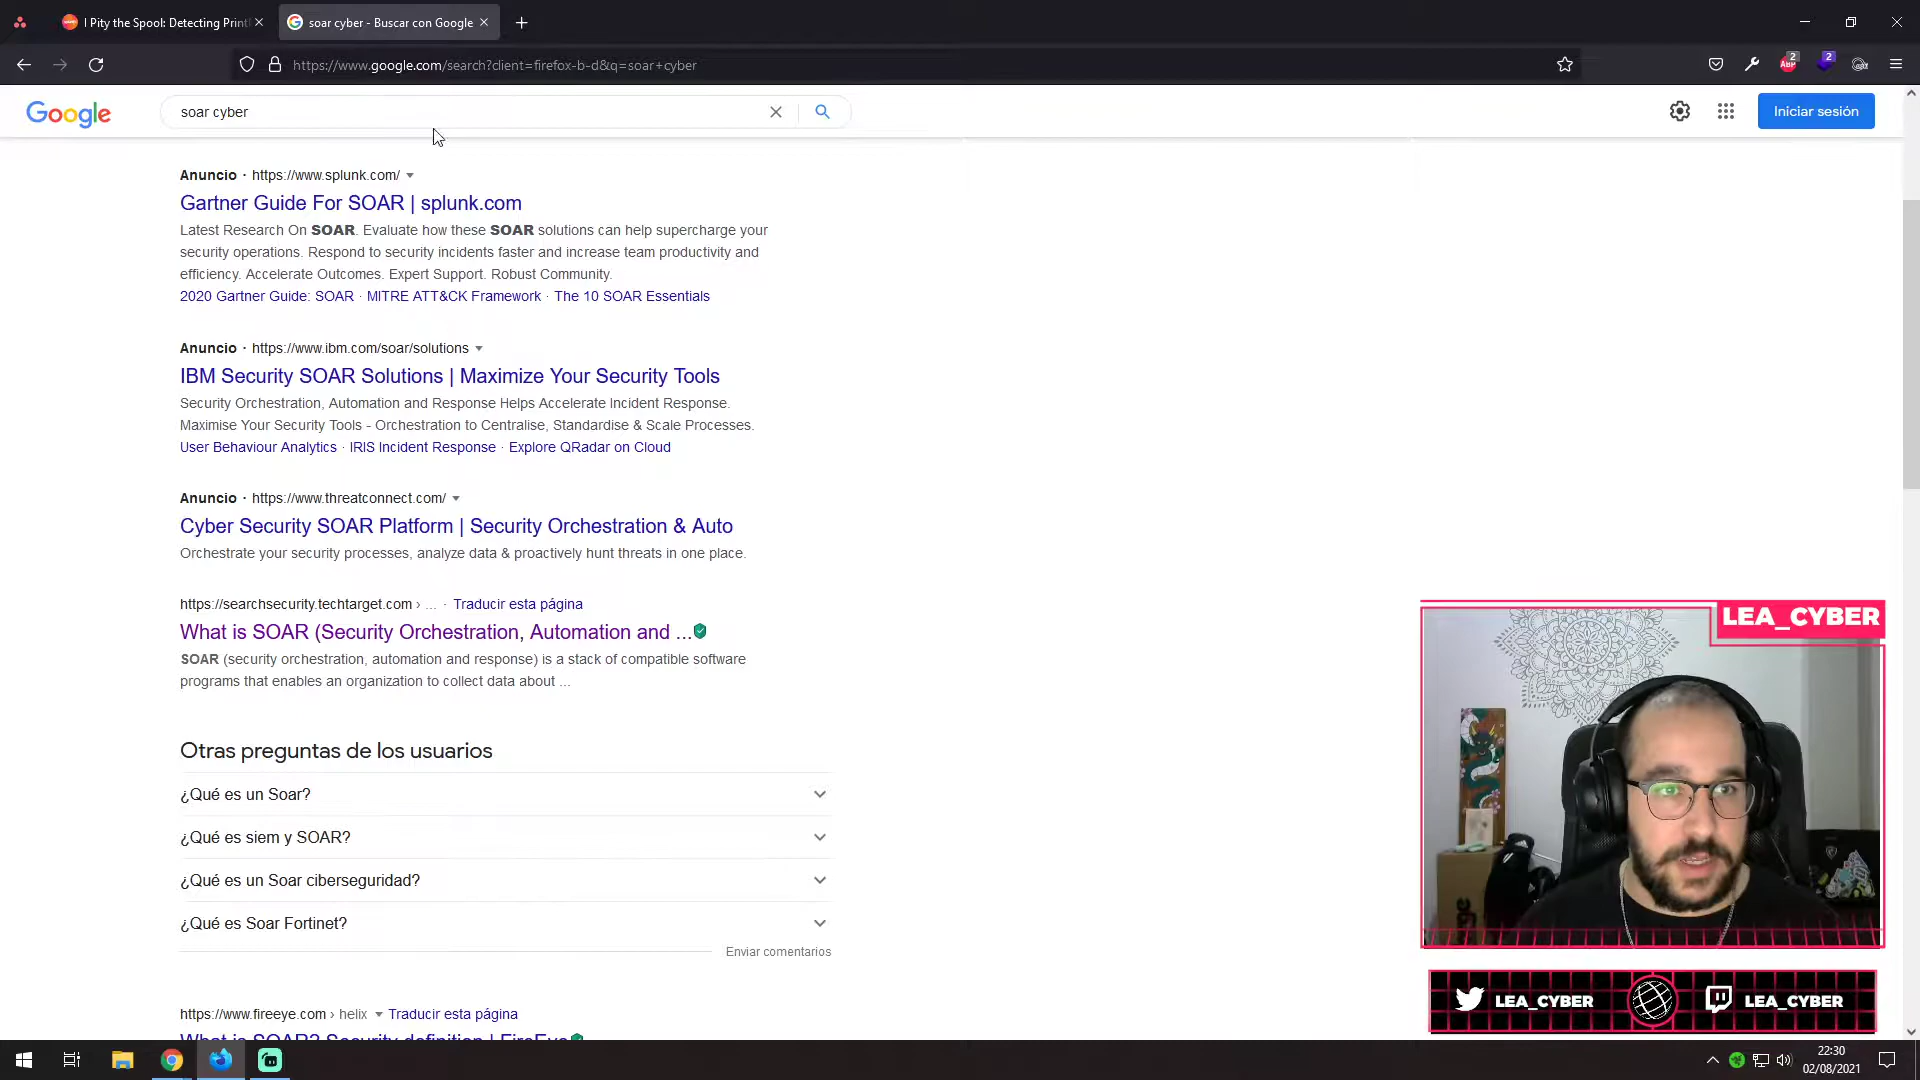 I Pity the Spool: Detecting Print
soar cyber - Buscar con Google
https://www.google.com/search?client=firefox-b-d&q=soar+cyber
ABP
2
2
Google
soar cyber
Iniciar sesión
Anuncio · https://www.splunk.com/
Gartner Guide For SOAR | splunk.com
Latest Research On SOAR. Evaluate how these SOAR solutions can help supercharge your
security operations. Respond to security incidents faster and increase team productivity and
efficiency. Accelerate Outcomes. Expert Support. Robust Community.
2020 Gartner Guide: SOAR · MITRE ATT&CK Framework · The 10 SOAR Essentials
Anuncio · https://www.ibm.com/soar/solutions
IBM Security SOAR Solutions | Maximize Your Security Tools
Security Orchestration, Automation and Response Helps Accelerate Incident Response.
Maximise Your Security Tools - Orchestration to Centralise, Standardise & Scale Processes.
User Behaviour Analytics · IRIS Incident Response · Explore QRadar on Cloud
Anuncio · https://www.threatconnect.com/
Cyber Security SOAR Platform | Security Orchestration & Auto
Orchestrate your security processes, analyze data & proactively hunt threats in one place.
https://searchsecurity.techtarget.com › ... · Traducir esta página
What is SOAR (Security Orchestration, Automation and ...
SOAR (security orchestration, automation and response) is a stack of compatible software
programs that enables an organization to collect data about ...
Otras preguntas de los usuarios
¿Qué es un Soar?
¿Qué es siem y SOAR?
¿Qué es un Soar ciberseguridad?
¿Qué es Soar Fortinet?
Enviar comentarios
https://www.fireeye.com › helix Traducir esta página
What is SOAR? Security definition | FireEye
LEA_CYBER
LEA_CYBER
LEA_CYBER
22:30
02/08/2021